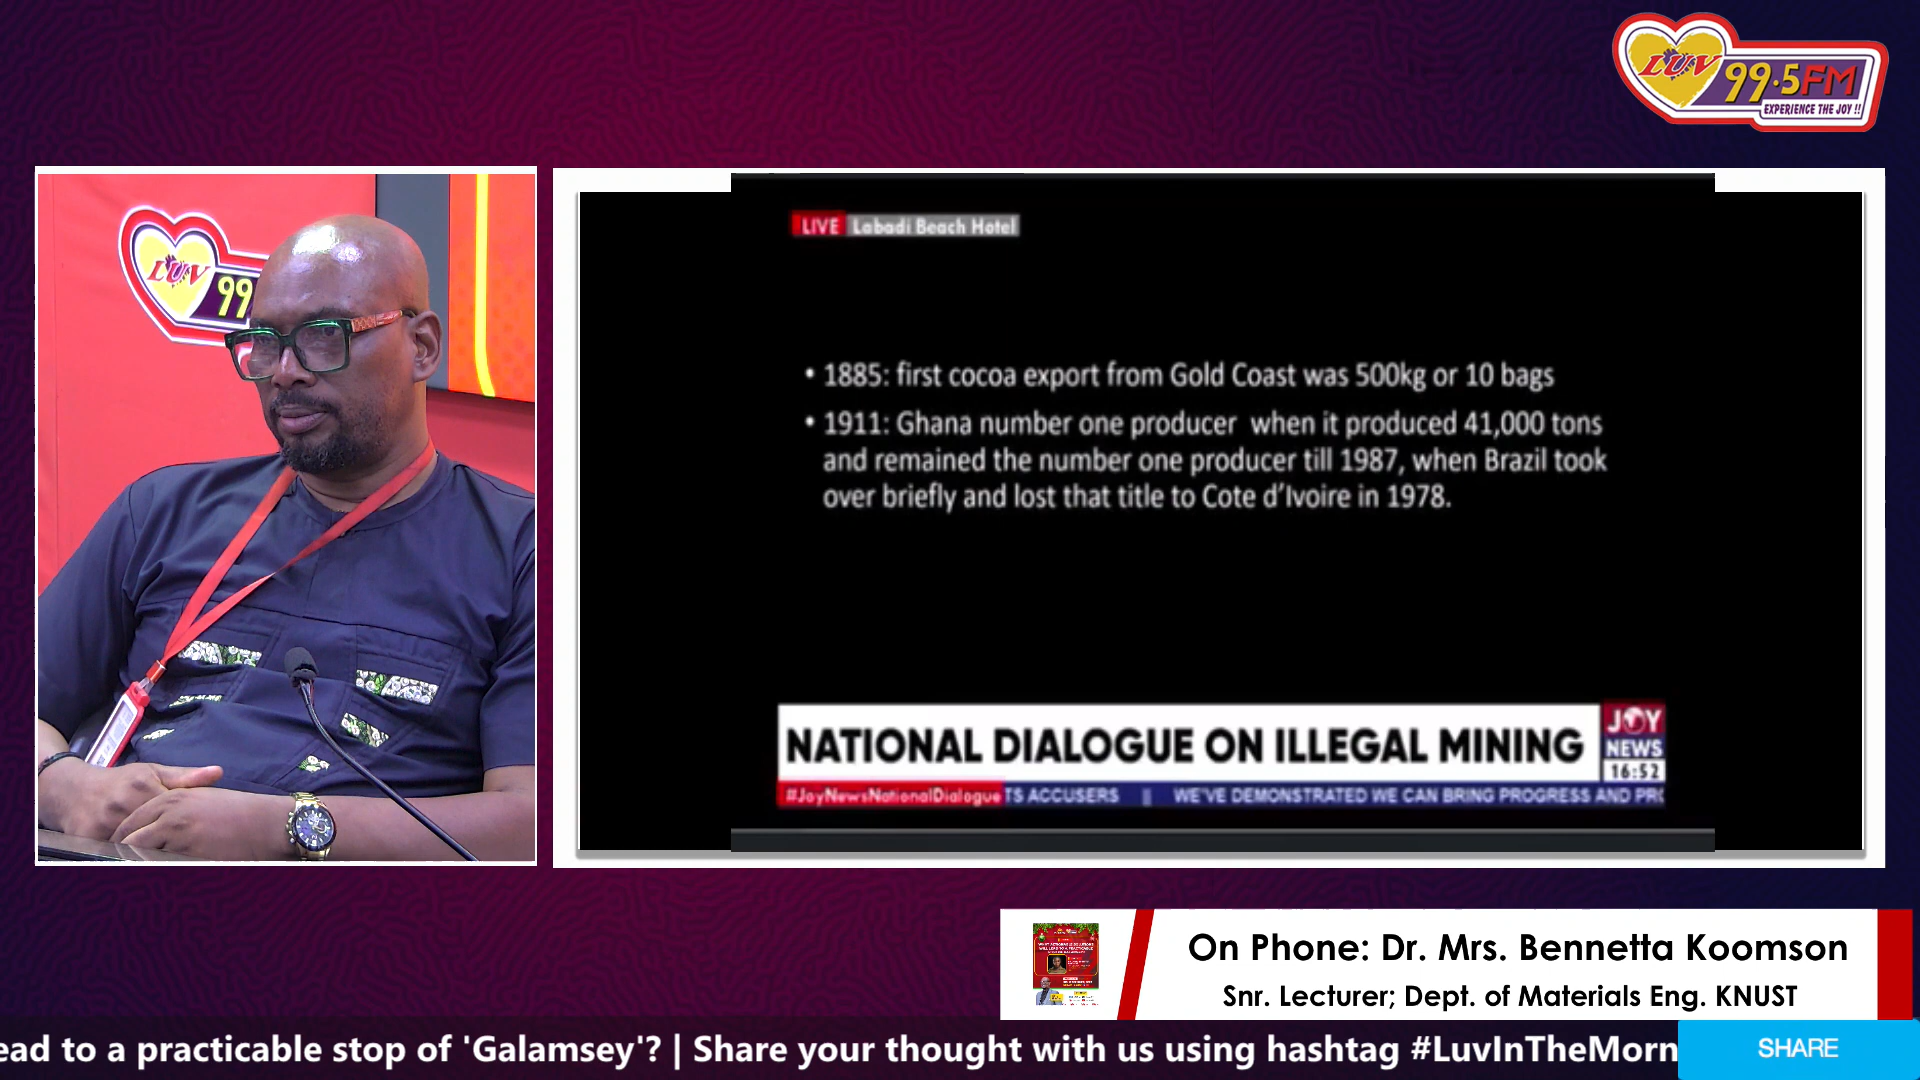 LUV 99.5FM
EXPERIENCE THE JOY !!
LUV 99
LIVE Labadi Beach Hotel
• 1885: first cocoa export from Gold Coast was 500kg or 10 bags
• 1911: Ghana number one producer when it produced 41,000 tons
and remained the number one producer till 1987, when Brazil took
over briefly and lost that title to Cote d'Ivoire in 1978.
NATIONAL DIALOGUE ON ILLEGAL MINING
JOY
NEWS
16:52
#JoyNewsNationalDialogue TS ACCUSERS || WE'VE DEMONSTRATED WE CAN BRING PROGRESS AND PR
On Phone: Dr. Mrs. Bennetta Koomson
Snr. Lecturer; Dept. of Materials Eng. KNUST
ead to a practicable stop of 'Galamsey'? | Share your thought with us using hashtag #LuvInTheMorn
SHARE